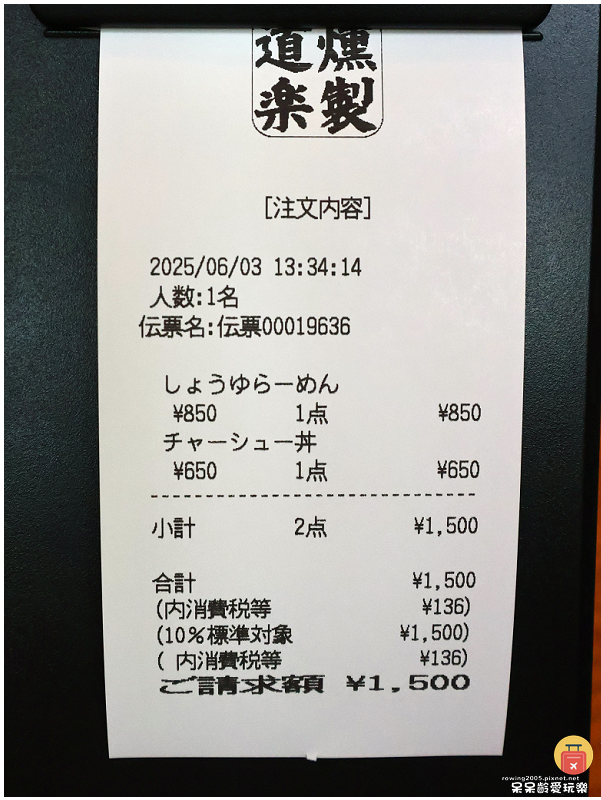 道燻
楽製
[注文内容]
2025/06/03 13:34:14
人数:1名
伝票名:伝票00019636
しょうゆらーめん
¥850 1点 ¥850
チャーシュー丼
¥650 1点 ¥650
小計 2点 ¥1,500
合計 ¥1,500
(内消費税等 ¥136)
(10%標準対象 ¥1,500)
( 内消費税等 ¥136)
ご請求額 ¥1,500
rowing2005.pixnet.net
呆呆齡愛玩樂